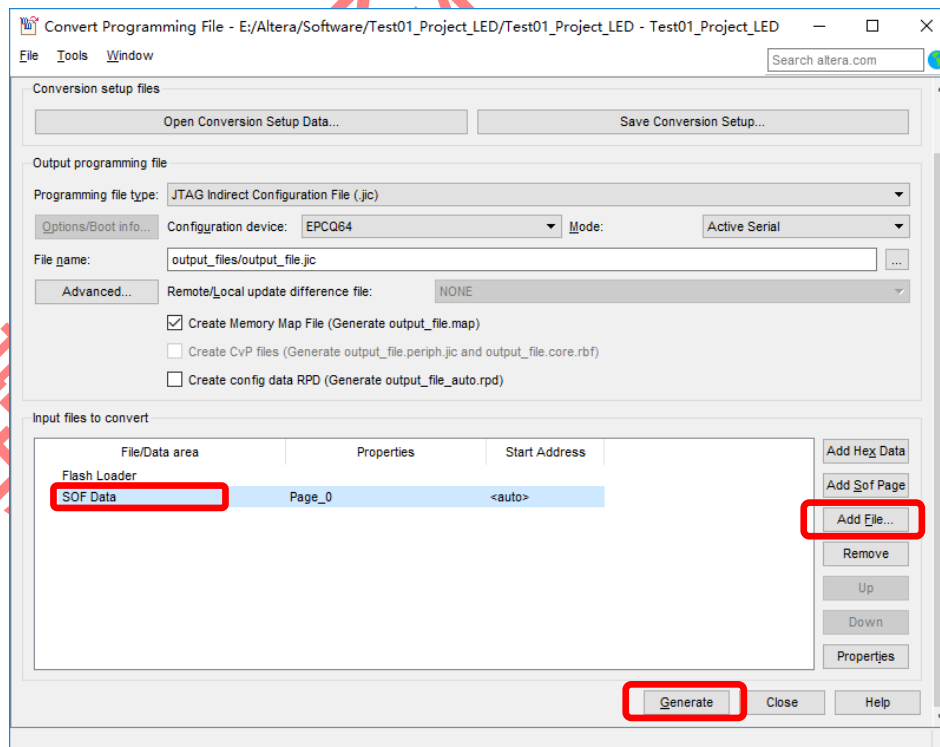 Convert Programming File - E:/Altera/Software/Test01_Project_LED/Test01_Project_LED - Test01_Project_LED
File Tools Window
Search altera.com
Conversion setup files
Open Conversion Setup Data... Save Conversion Setup...
Output programming file
Programming file type: JTAG Indirect Configuration File (.jic)
Options/Boot info... Configuration device: EPCQ64 Mode: Active Serial
File name: output_files/output_file.jic ...
Advanced... Remote/Local update difference file: NONE
Create Memory Map File (Generate output_file.map)
Create CvP files (Generate output_file.periph.jic and output_file.core.rbf)
Create config data RPD (Generate output_file_auto.rpd)
Input files to convert
File/Data area Properties Start Address
Flash Loader
SOF Data Page_0 <auto>
Add Hex Data
Add Sof Page
Add File...
Remove
Up
Down
Properties
Generate Close Help